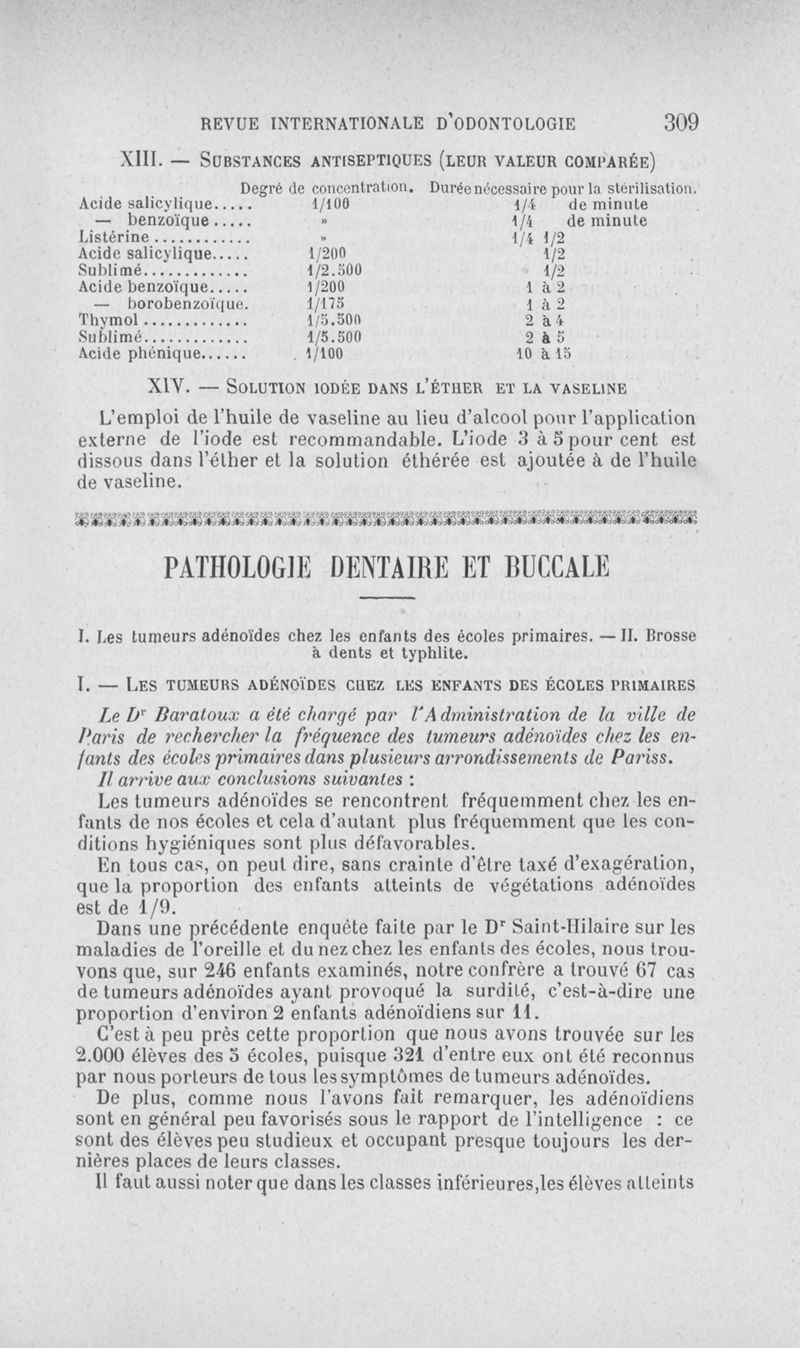 REVUE INTERNATIONALE D'ODONTOLOGIE 309
XIII. — SUBSTANCES ANTISEPTIQUES (LEUR VALEUR COMPARÉE)
Degré de concentration. Durée nécessaire pour la stérilisation.
Acide salicylique..... 1/100 1/4 de minute
— benzoïque..... » 1/4 de minute
Listérine............ » 1/4 1/2
Acide salicylique..... 1/200 1/2
Sublimé............. 1/2.500 1/2
Acide benzoïque..... 1/200 1 à 2
— borobenzoïque. 1/175 1 à 2
Thymol............. 1/5.500 2 à 4
Sublimé............. 1/5.500 2 à 5
Acide phénique...... 1/100 10 à 15
XIV. — SOLUTION IODÉE DANS L'ÉTHER ET LA VASELINE
L'emploi de l'huile de vaseline au lieu d'alcool pour l'application
externe de l'iode est recommandable. L'iode 3 à 5 pour cent est
dissous dans l'éther et la solution éthérée est ajoutée à de l'huile
de vaseline.
PATHOLOGIE DENTAIRE ET BUCCALE
I. Les tumeurs adénoïdes chez les enfants des écoles primaires. — II. Brosse
à dents et typhlite.
I. — LES TUMEURS ADÉNOÏDES CHEZ LES ENFANTS DES ÉCOLES PRIMAIRES
Le Dr Baratoux a été chargé par l'Administration de la ville de
Paris de rechercher la fréquence des tumeurs adénoïdes chez les en-
fants des écoles primaires dans plusieurs arrondissements de Pariss.
Il arrive aux conclusions suivantes :
Les tumeurs adénoïdes se rencontrent fréquemment chez les en-
fants de nos écoles et cela d'autant plus fréquemment que les con-
ditions hygiéniques sont plus défavorables.
En tous cas, on peut dire, sans crainte d'être taxé d'exagération,
que la proportion des enfants atteints de végétations adénoïdes
est de 1/9.
Dans une précédente enquête faite par le Dr Saint-Hilaire sur les
maladies de l'oreille et du nez chez les enfants des écoles, nous trou-
vons que, sur 246 enfants examinés, notre confrère a trouvé 67 cas
de tumeurs adénoïdes ayant provoqué la surdité, c'est-à-dire une
proportion d'environ 2 enfants adénoïdiens sur 11.
C'est à peu près cette proportion que nous avons trouvée sur les
2.000 élèves des 5 écoles, puisque 321 d'entre eux ont été reconnus
par nous porteurs de tous les symptômes de tumeurs adénoïdes.
De plus, comme nous l'avons fait remarquer, les adénoïdiens
sont en général peu favorisés sous le rapport de l'intelligence : ce
sont des élèves peu studieux et occupant presque toujours les der-
nières places de leurs classes.
Il faut aussi noter que dans les classes inférieures,les élèves atteints